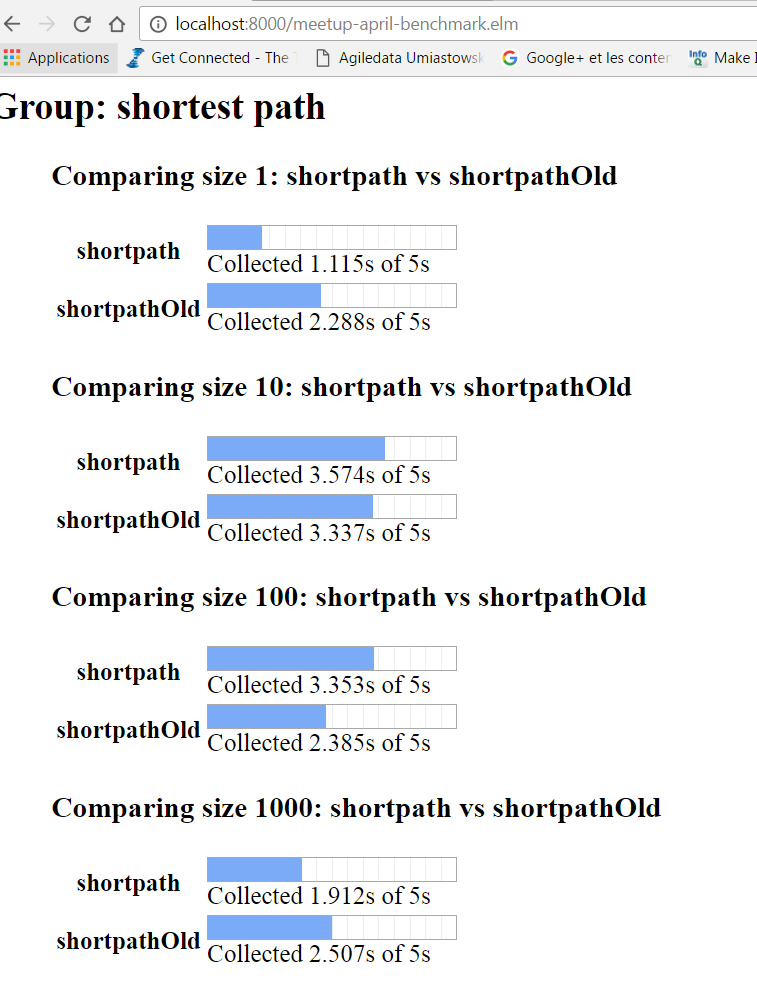 localhost:8000/meetup-april-benchmark.elm
Applications Get Connected - The Agiledata Umiastowsk G Google+ et les conter Info Q Make I
Group: shortest path
Comparing size 1: shortpath vs shortpathOld
shortpath
Collected 1.115s of 5s
shortpathOld
Collected 2.288s of 5s
Comparing size 10: shortpath vs shortpathOld
shortpath
Collected 3.574s of 5s
shortpathOld
Collected 3.337s of 5s
Comparing size 100: shortpath vs shortpathOld
shortpath
Collected 3.353s of 5s
shortpathOld
Collected 2.385s of 5s
Comparing size 1000: shortpath vs shortpathOld
shortpath
Collected 1.912s of 5s
shortpathOld
Collected 2.507s of 5s